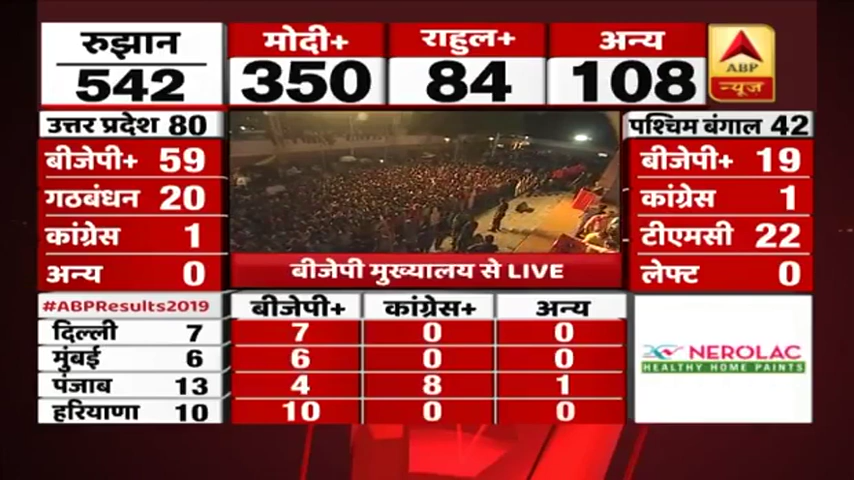 रुझान 542
मोदी+ 350
राहुल+ 84
अन्य 108
ABP न्यूज़
उत्तर प्रदेश 80
बीजेपी+ 59
गठबंधन 20
कांग्रेस 1
अन्य 0
बीजेपी मुख्यालय से LIVE
पश्चिम बंगाल 42
बीजेपी+ 19
कांग्रेस 1
टीएमसी 22
लेफ्ट 0
#ABPResults2019 बीजेपी+ कांग्रेस+ अन्य
दिल्ली 7 7 0 0
मुंबई 6 6 0 0
पंजाब 13 4 8 1
हरियाणा 10 10 0 0
NEROLAC
HEALTHY HOME PAINTS